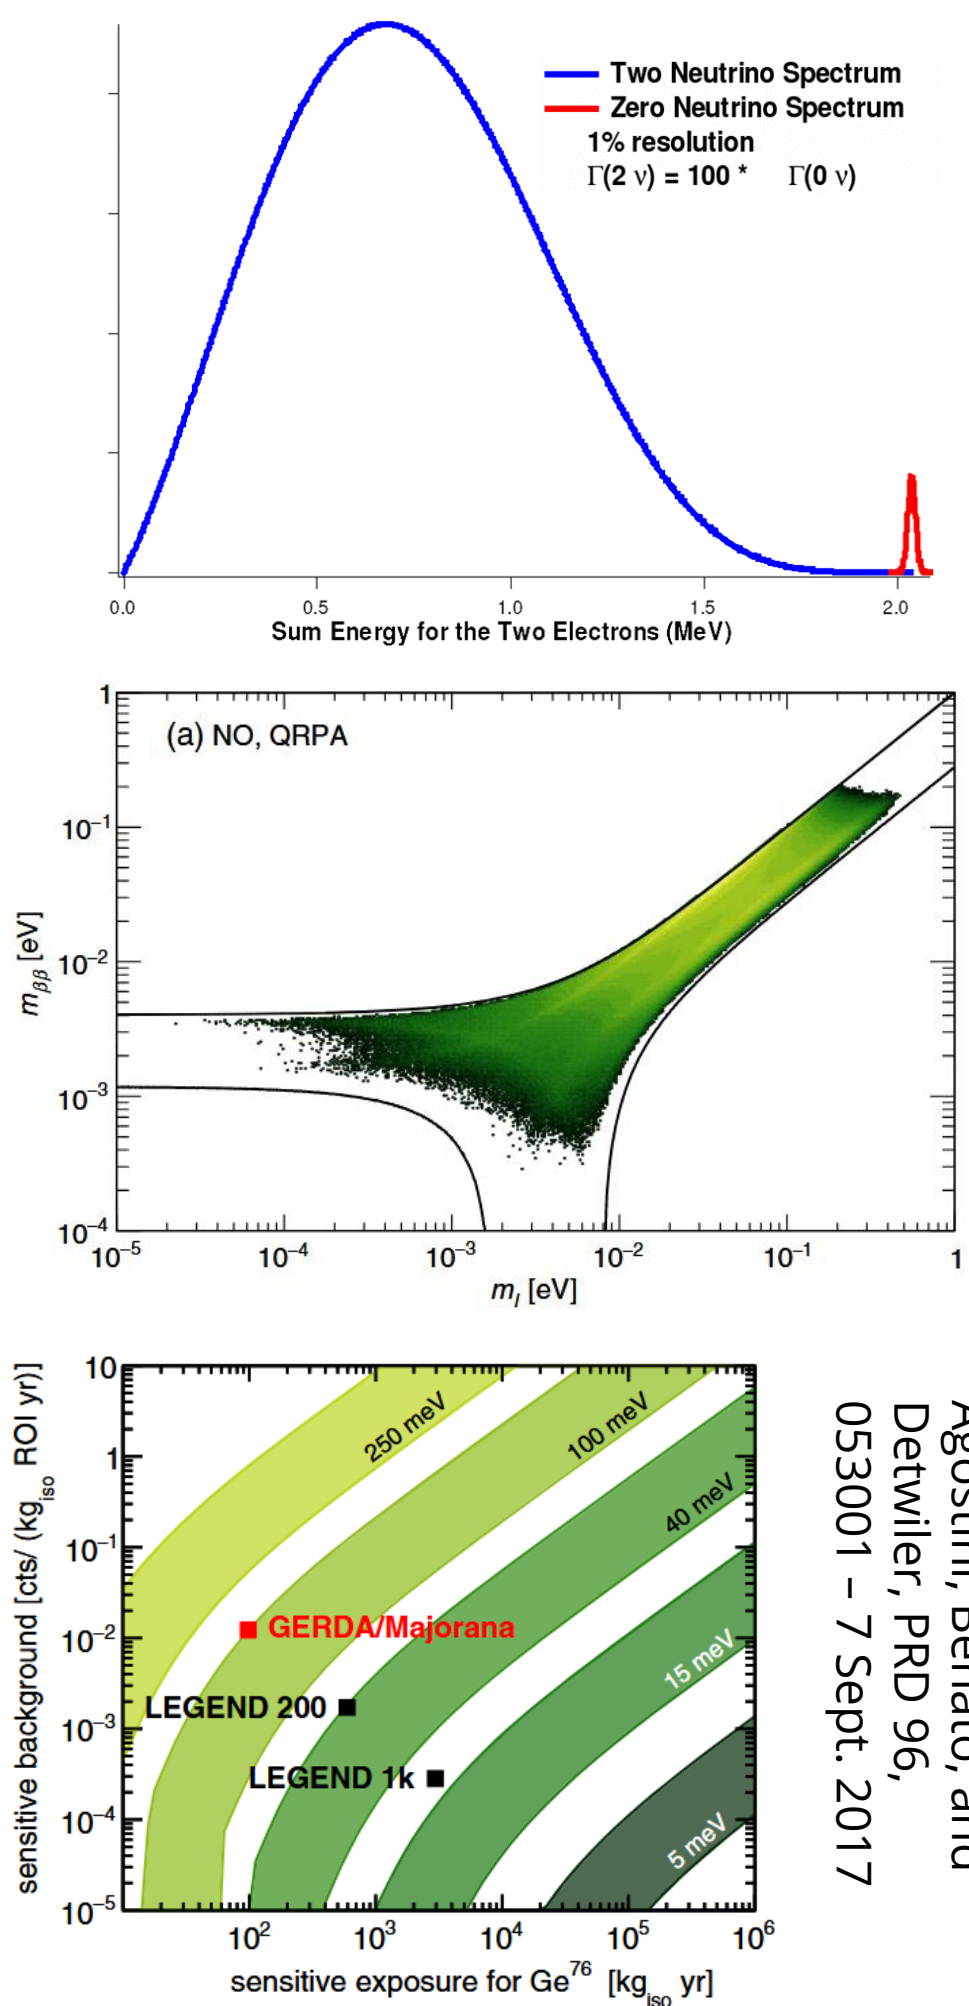 Two Neutrino Spectrum
Zero Neutrino Spectrum
1% resolution
Γ(2 ν) = 100 * Γ(0 ν)
0.0 0.5 1.0 1.5 2.0
Sum Energy for the Two Electrons (MeV)
(a) NO, QRPA
1
10⁻¹
10⁻²
10⁻³
10⁻⁴
m_ββ [eV]
10⁻⁵ 10⁻⁴ 10⁻³ 10⁻² 10⁻¹ 1
m_l [eV]
sensitive background [cts/ (kg_iso ROI yr)]
10
1
10⁻¹
10⁻²
10⁻³
10⁻⁴
10⁻⁵
250 meV
100 meV
40 meV
15 meV
5 meV
GERDA/Majorana
LEGEND 200
LEGEND 1k
10² 10³ 10⁴ 10⁵ 10⁶
sensitive exposure for Ge⁷⁶ [kg_iso yr]
Agostini, Benato, and
Detwiler, PRD 96,
053001 – 7 Sept. 2017